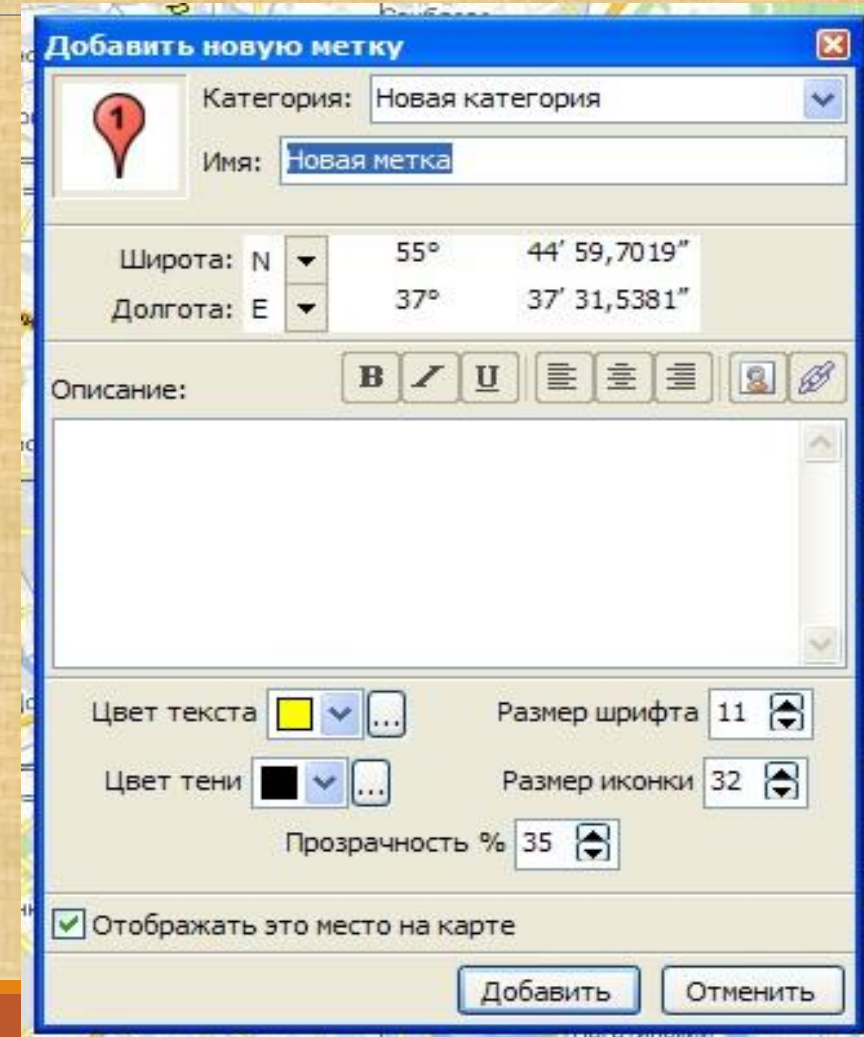 Добавить новую метку
1
Категория: Новая категория
Имя: Новая метка
Широта: N 55° 44′ 59,7019″
Долгота: E 37° 37′ 31,5381″
Описание: B I U
Цвет текста ... Размер шрифта 11
Цвет тени ... Размер иконки 32
Прозрачность % 35
Отображать это место на карте
Добавить Отменить